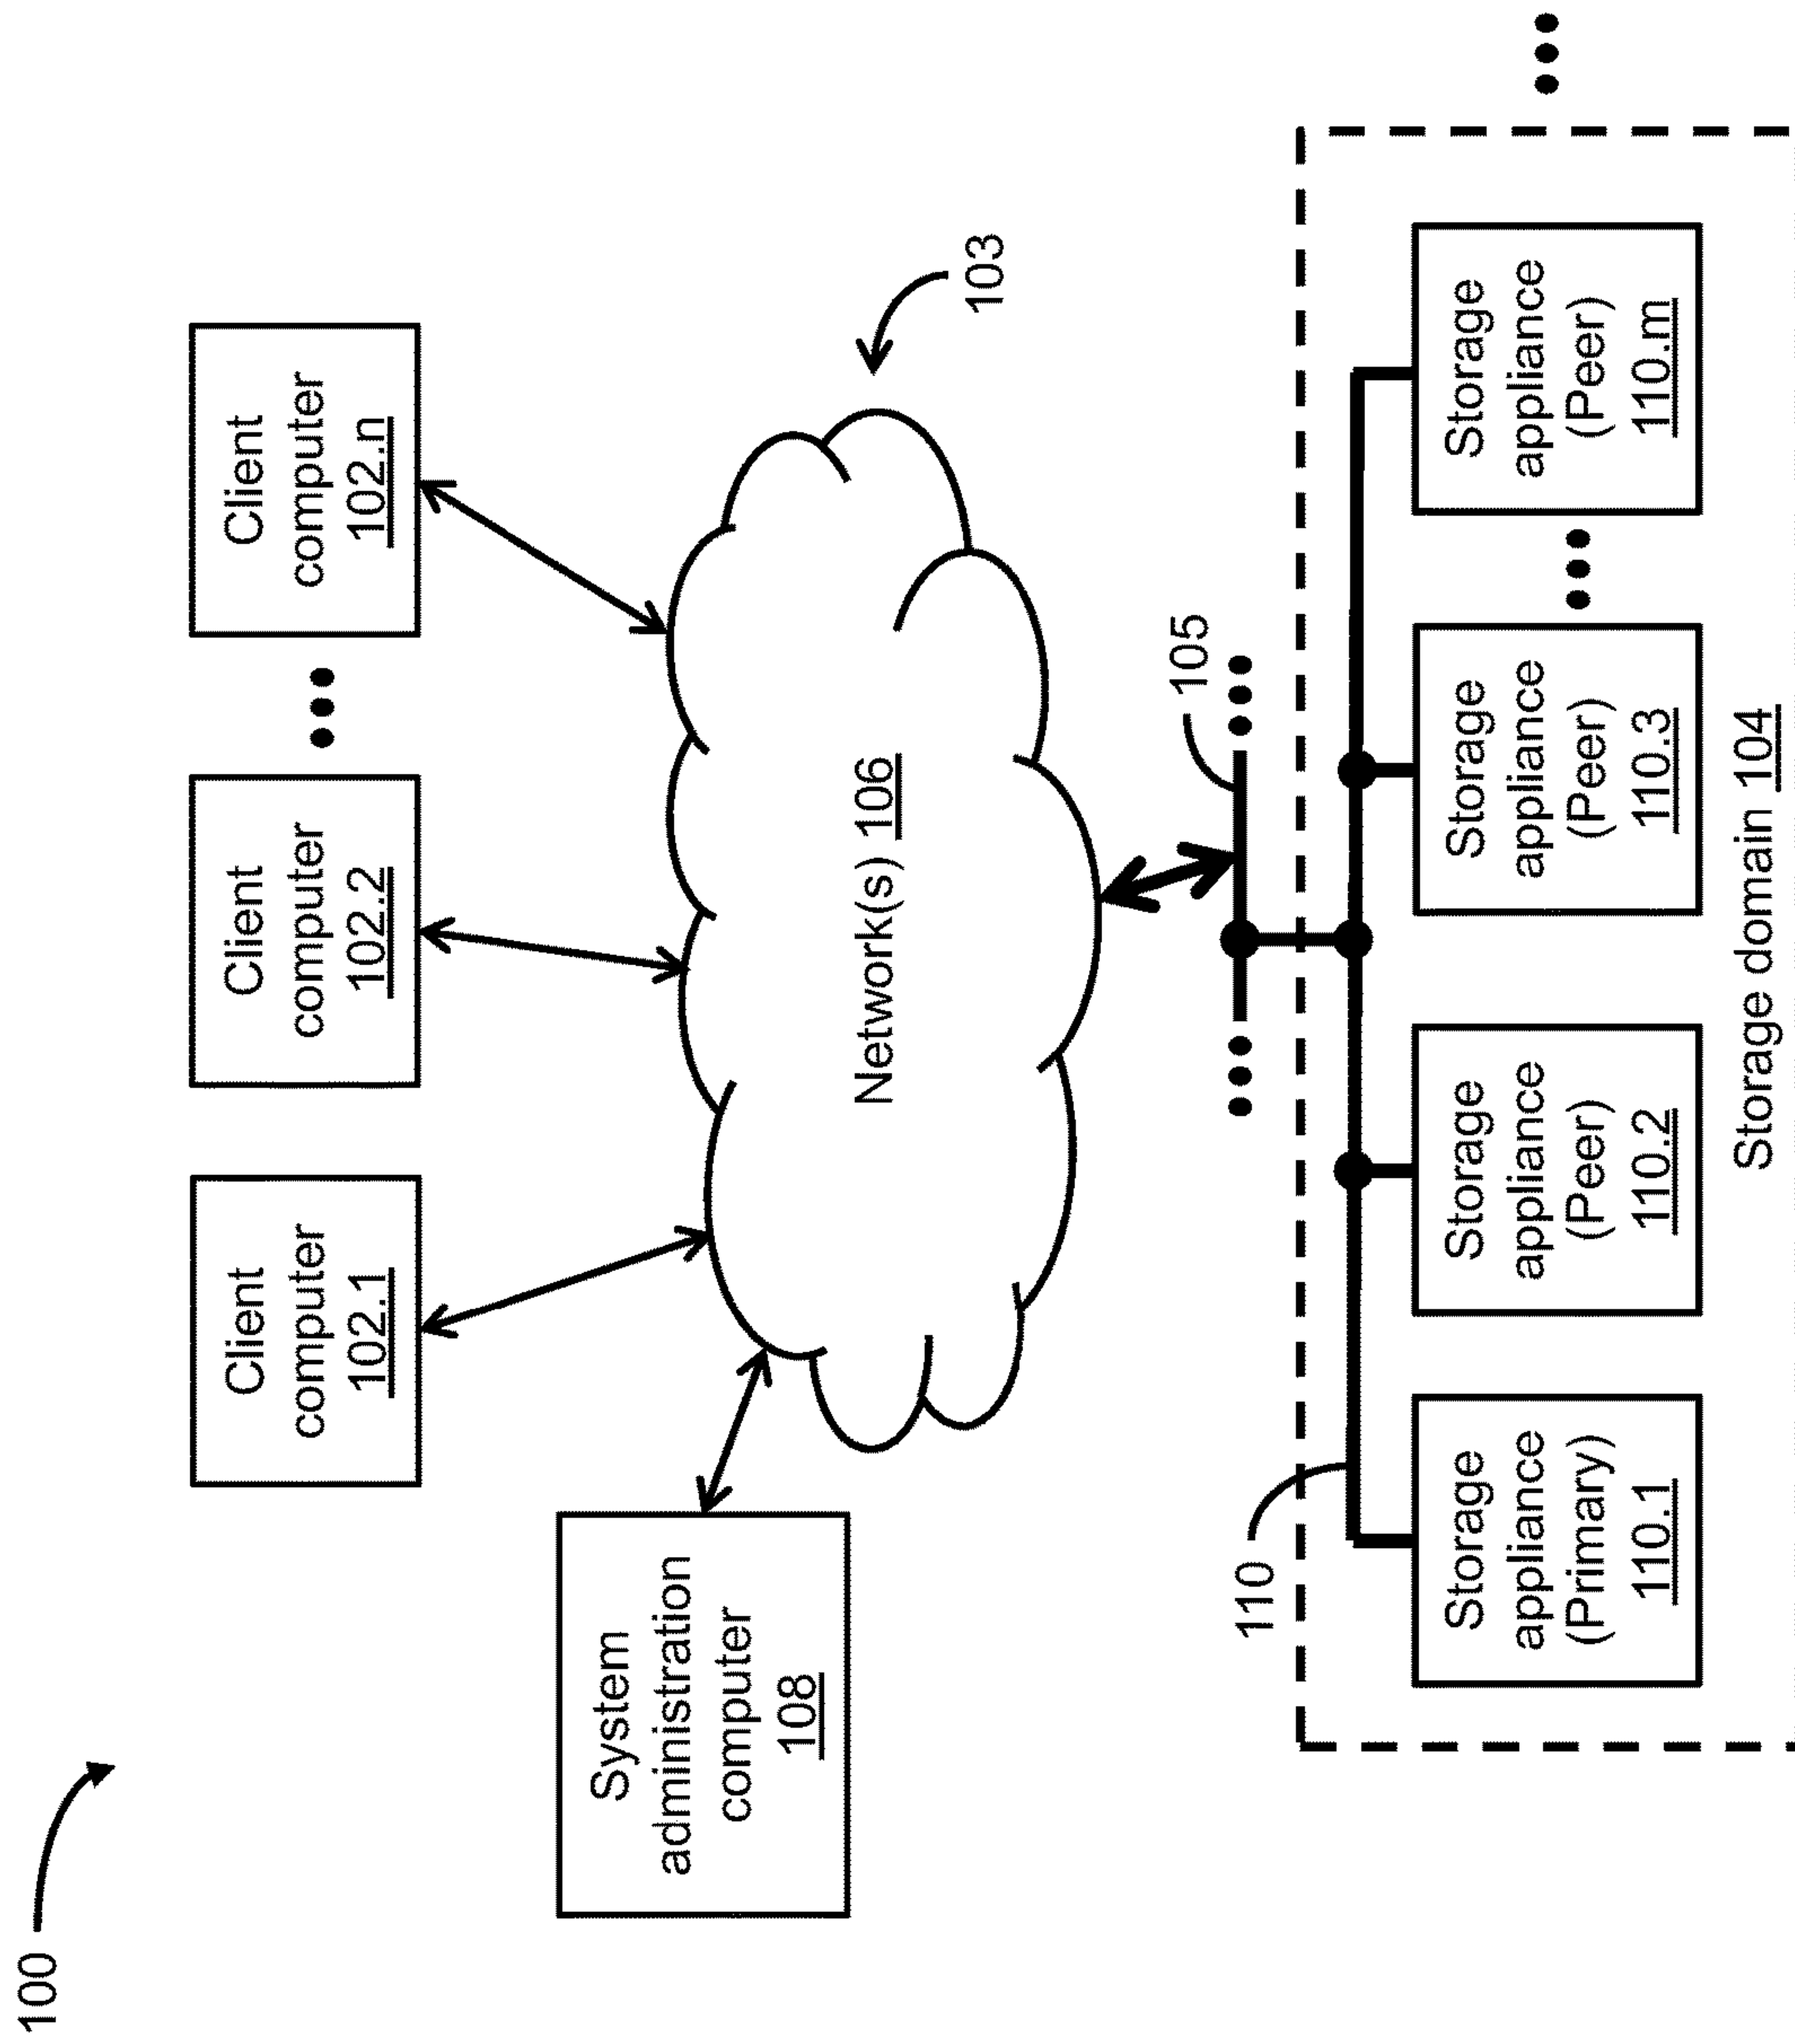 100
Client
computer
102.1
Client
computer
102.2
Client
computer
102.n
System
administration
computer
108
103
Network(s) 106
105
110
Storage
appliance
(Primary)
110.1
Storage
appliance
(Peer)
110.2
Storage
appliance
(Peer)
110.3
Storage
appliance
(Peer)
110.m
Storage domain 104